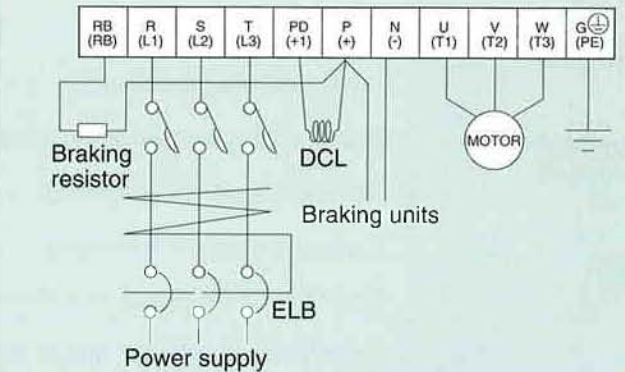 RB R S T PD P N U V W G
(RB) (L1) (L2) (L3) (+1) (+) (-) (T1) (T2) (T3) (PE)
MOTOR
Braking
resistor
DCL
Braking units
ELB
Power supply